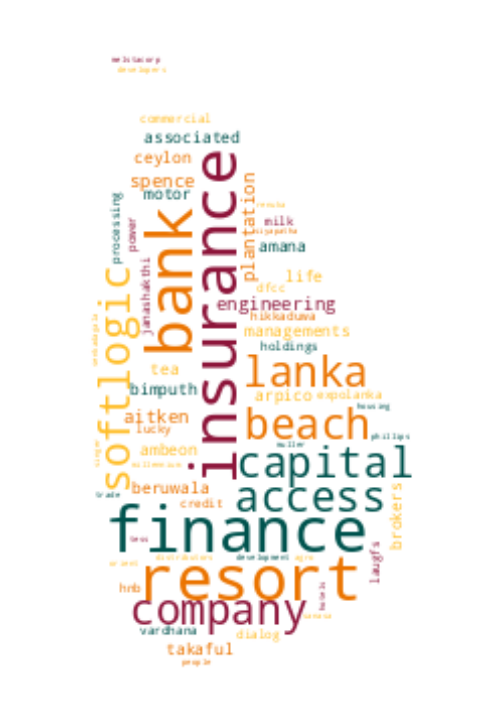 melstacorp
developers
commercial
associated
ceylon
spence
motor
processing
power
bank
insurance
plantation
milk
amana
life
dfcc
engineering
hikkaduwa
managements
holdings
janashakthi
softlogic
tea
bimputh
lanka
arpico
expolanka
housing
aitken
lucky
beach
phillips
ambeon
capital
beruwala
trade
access
credit
brokers
finance
development
laugfs
resort
hnb
company
hotels
vardhana
dialog
takaful
people